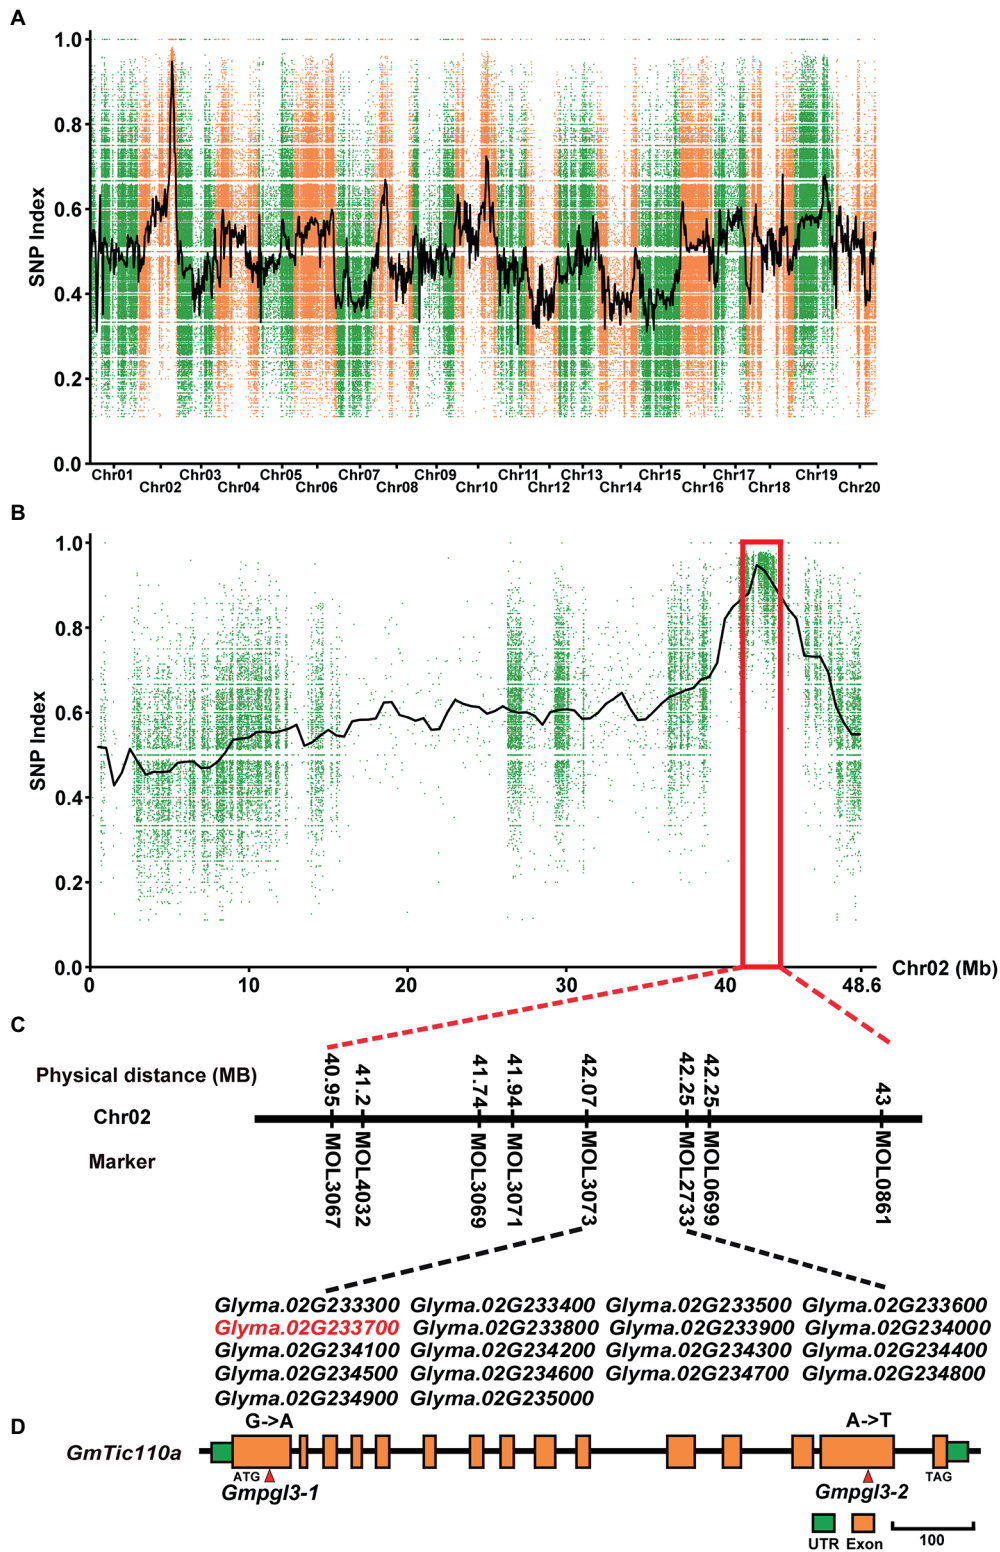 A
1.0
0.8
0.6
0.4
0.2
0.0
SNP Index
Chr01 Chr03 Chr05 Chr07 Chr09 Chr11 Chr13 Chr15 Chr17 Chr19
Chr02 Chr04 Chr06 Chr08 Chr10 Chr12 Chr14 Chr16 Chr18 Chr20
B
1.0
0.8
0.6
0.4
0.2
0.0
SNP Index
0 10 20 30 40 48.6
Chr02 (Mb)
C
Physical distance (MB)
40.95 41.2 41.74 41.94 42.07 42.25 42.25 43
Chr02
Marker
MOL3067 MOL4032 MOL3069 MOL3071 MOL3073 MOL2733 MOL0699 MOL0861
Glyma.02G233300 Glyma.02G233400 Glyma.02G233500 Glyma.02G233600
Glyma.02G233700 Glyma.02G233800 Glyma.02G233900 Glyma.02G234000
Glyma.02G234100 Glyma.02G234200 Glyma.02G234300 Glyma.02G234400
Glyma.02G234500 Glyma.02G234600 Glyma.02G234700 Glyma.02G234800
Glyma.02G234900 Glyma.02G235000
D
G->A A->T
GmTic110a
ATG TAG
Gmpgl3-1 Gmpgl3-2
UTR Exon 100